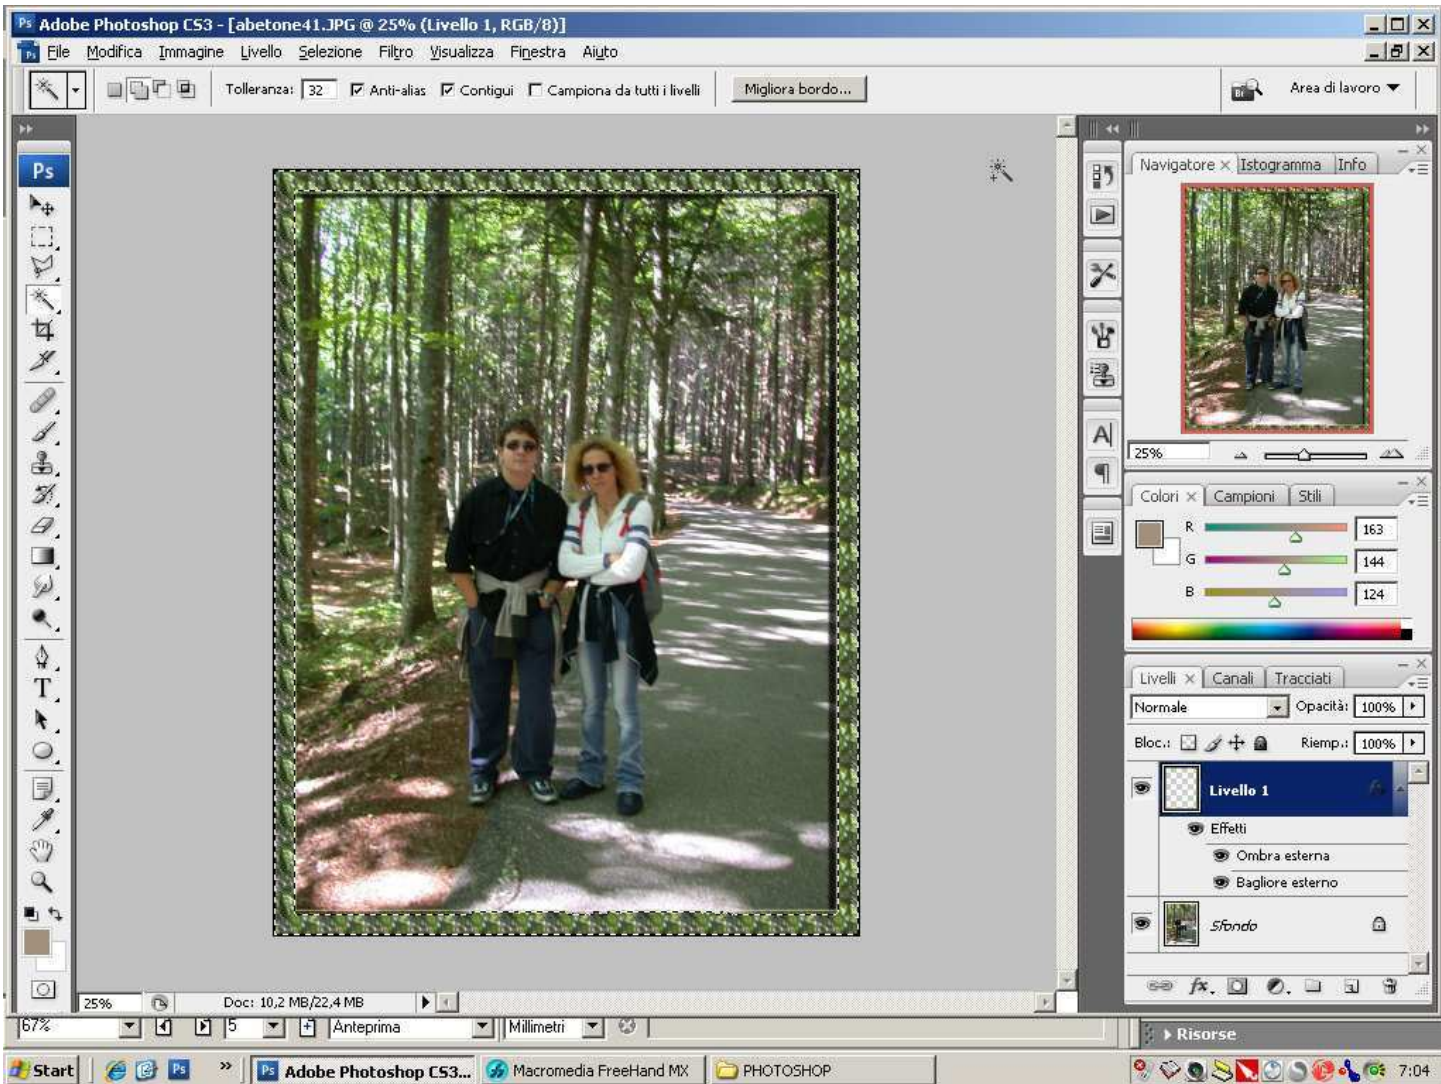 Ps Adobe Photoshop CS3 - [abetone41.JPG @ 25% (Livello 1, RGB/8)]
File Modifica Immagine Livello Selezione Filtro Visualizza Finestra Aiuto
Tolleranza: 32 Anti-alias Contigui Campiona da tutti i livelli Migliora bordo... Br Area di lavoro
Ps
Navigatore Istogramma Info
25%
Colori Campioni Stili
R 163
G 144
B 124
Livelli Canali Tracciati
Normale Opacità: 100%
Bloc.: Riemp.: 100%
Livello 1
Effetti
Ombra esterna
Bagliore esterno
Sfondo
25% Doc: 10,2 MB/22,4 MB
67% 5 Anteprima Millimetri
Risorse
Start Ps » Ps Adobe Photoshop CS3... Macromedia FreeHand MX PHOTOSHOP 7:04